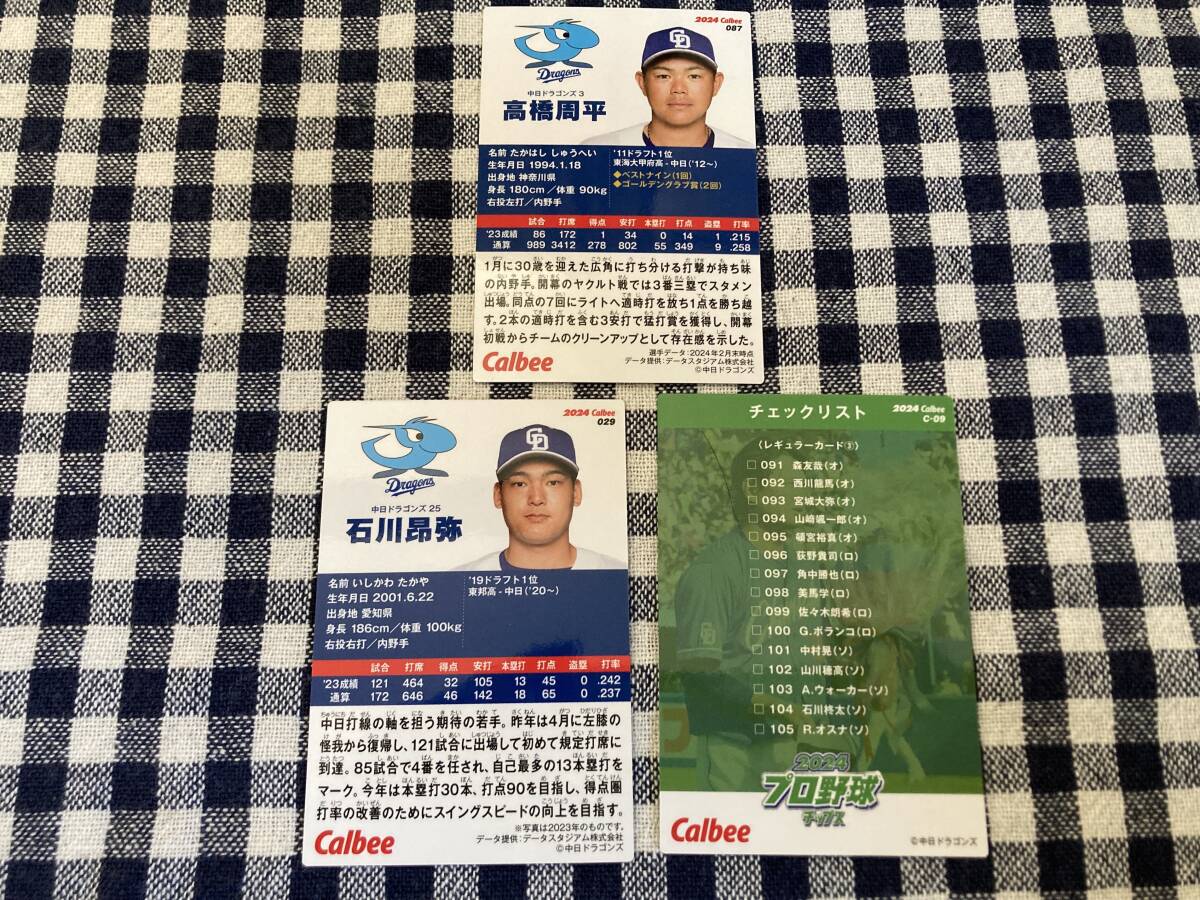 2024 Calbee
087
Dragons
中日ドラゴンズ 3
高橋周平
名前 たかはし しゅうへい
生年月日 1994.1.18
出身地 神奈川県
身長 180cm／体重 90kg
右投左打／内野手
'11ドラフト1位
東海大甲府高-中日('12〜)
◆ベストナイン(1回)
◆ゴールデングラブ賞(2回)
試合 打席 得点 安打 本塁打 打点 盗塁 打率
'23成績 86 172 1 34 0 14 1 .215
通算 989 3412 278 802 55 349 9 .258
1月に30歳を迎えた広角に打ち分ける打撃が持ち味
の内野手。開幕のヤクルト戦では3番三塁でスタメン
出場。同点の7回にライトへ適時打を放ち1点を勝ち越
す。2本の適時打を含む3安打で猛打賞を獲得し、開幕
初戦からチームのクリーンアップとして存在感を示した。
選手データ:2024年2月末時点
データ提供:データスタジアム株式会社
©中日ドラゴンズ
Calbee
2024 Calbee
029
Dragons
中日ドラゴンズ 25
石川昂弥
名前 いしかわ たかや
生年月日 2001.6.22
出身地 愛知県
身長 186cm／体重 100kg
右投右打／内野手
'19ドラフト1位
東邦高-中日('20〜)
試合 打席 得点 安打 本塁打 打点 盗塁 打率
'23成績 121 464 32 105 13 45 0 .242
通算 172 646 46 142 18 65 0 .237
中日打線の軸を担う期待の若手。昨年は4月に左膝の
怪我から復帰し、121試合に出場して初めて規定打席に
到達。85試合で4番を任され、自己最多の13本塁打を
マーク。今年は本塁打30本、打点90を目指し、得点圏
打率の改善のためにスイングスピードの向上を目指す。
※写真は2023年のものです。
データ提供:データスタジアム株式会社
©中日ドラゴンズ
Calbee
チェックリスト
2024 Calbee
C-09
〈レギュラーカード③〉
□091 森友哉(オ)
□092 西川龍馬(オ)
□093 宮城大弥(オ)
□094 山﨑颯一郎(オ)
□095 頓宮裕真(オ)
□096 荻野貴司(ロ)
□097 角中勝也(ロ)
□098 美馬学(ロ)
□099 佐々木朗希(ロ)
□100 G.ポランコ(ロ)
□101 中村晃(ソ)
□102 山川穂高(ソ)
□103 A.ウォーカー(ソ)
□104 石川柊太(ソ)
□105 R.オスナ(ソ)
2024
プロ野球
チップス
Calbee
©中日ドラゴンズ